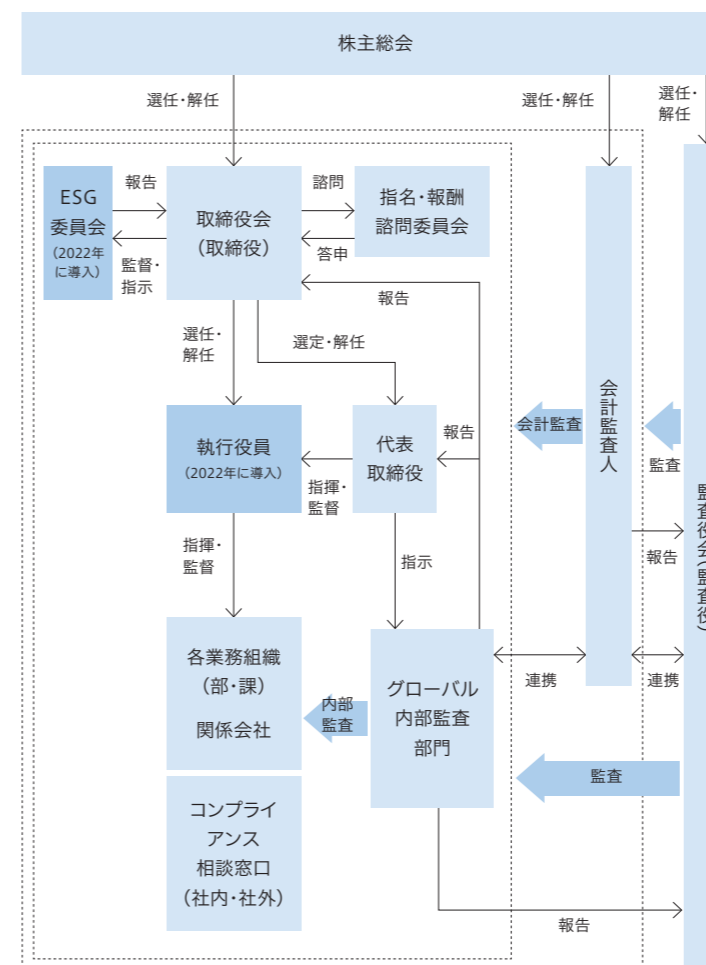 株主総会
選任・解任
選任・解任
選任・
解任
ESG
委員会
(2022年
に導入)
報告
監督・
指示
取締役会
(取締役)
諮問
答申
指名・報酬
諮問委員会
報告
選任・
解任
選定・解任
執行役員
(2022年に導入)
指揮・
監督
代表
取締役
報告
会計監査
会計監査人
監査
報告
監査役会(監査役)
指揮・
監督
指示
各業務組織
(部・課)
関係会社
内部
監査
グローバル
内部監査
部門
連携
連携
監査
コンプライ
アンス
相談窓口
(社内・社外)
報告